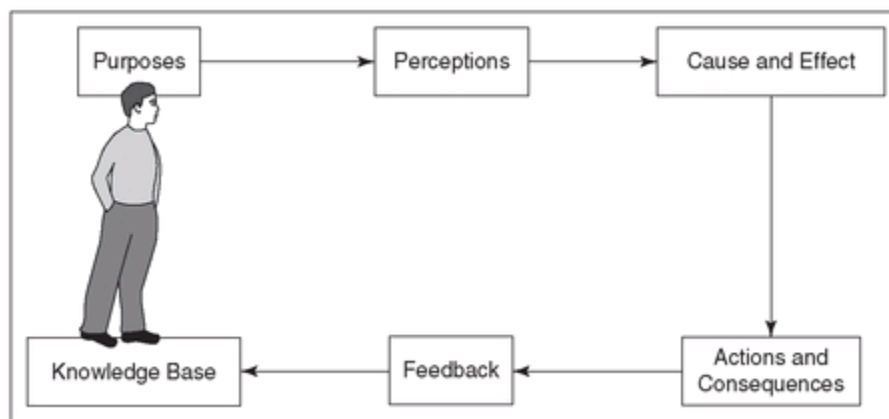 Purposes
Perceptions
Cause and Effect
Knowledge Base
Feedback
Actions and
Consequences